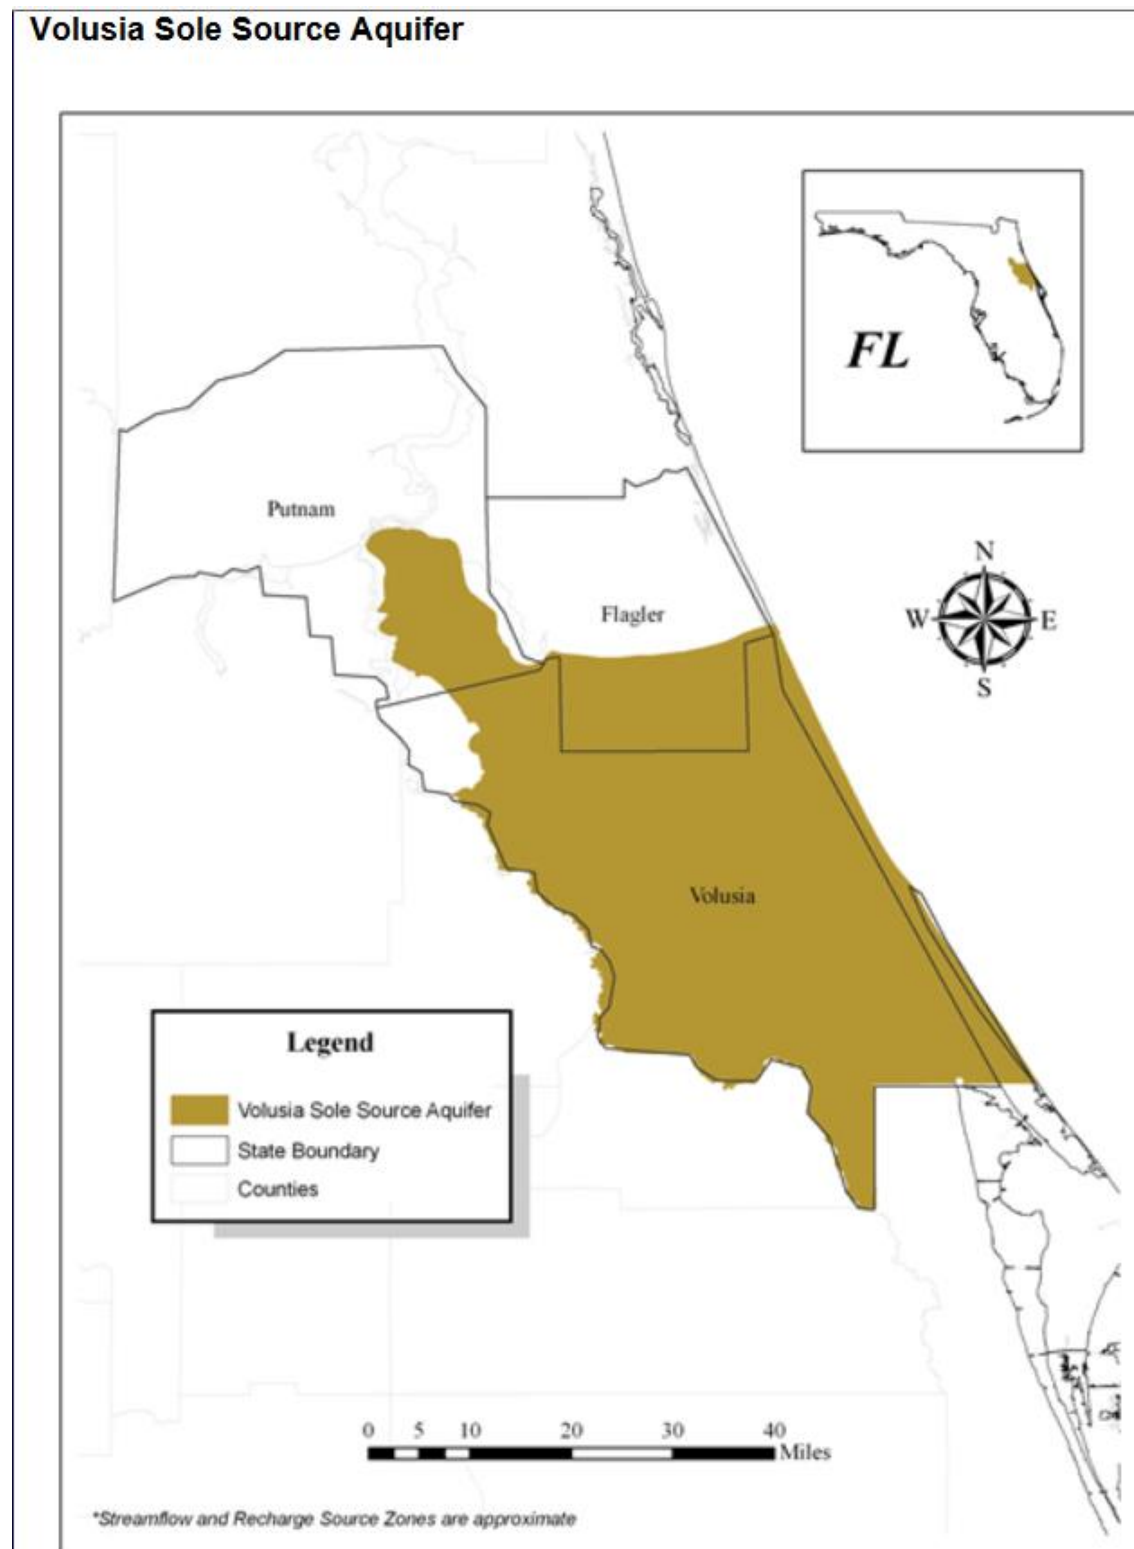 Volusia Sole Source Aquifer
FL
Putnam
N
W E
S
Flagler
Volusia
Legend
Volusia Sole Source Aquifer
State Boundary
Counties
0 5 10 20 30 40
Miles
*Streamflow and Recharge Source Zones are approximate